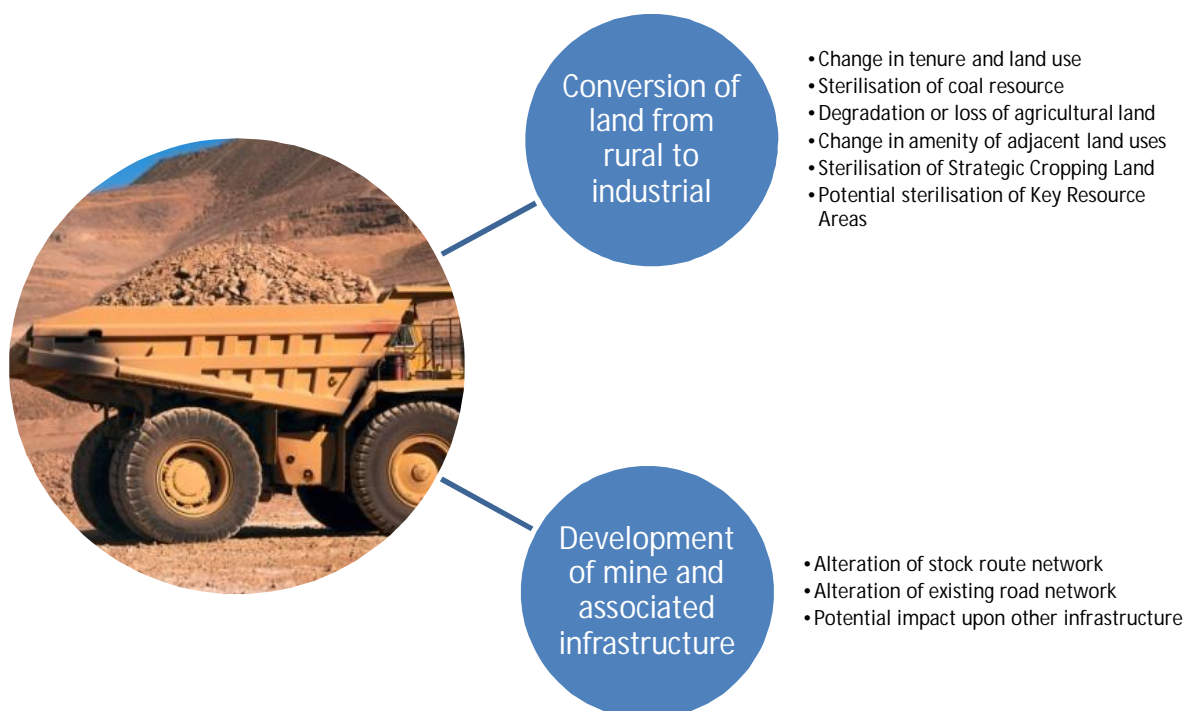 Conversion of
land from
rural to
industrial
•Change in tenure and land use
•Sterilisation of coal resource
•Degradation or loss of agricultural land
•Change in amenity of adjacent land uses
•Sterilisation of Strategic Cropping Land
•Potential sterilisation of Key Resource
Areas
Development
of mine and
associated
infrastructure
•Alteration of stock route network
•Alteration of existing road network
•Potential impact upon other infrastructure